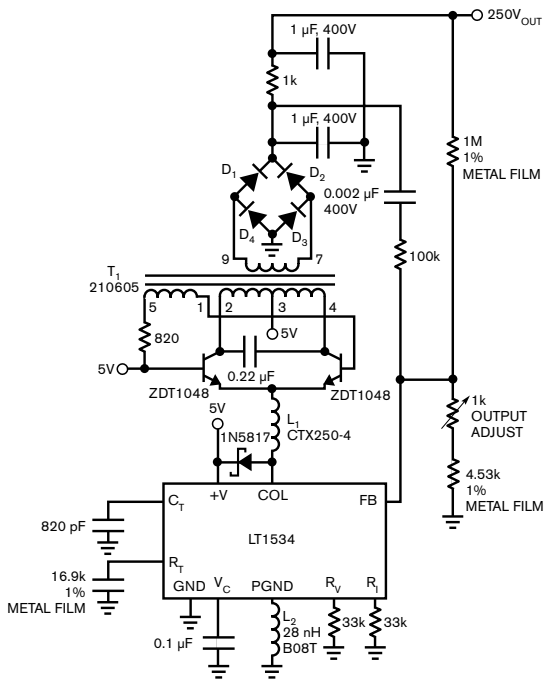 250VOUT
1 µF, 400V
1k
1 µF, 400V
1M
1%
METAL FILM
D1
D2
0.002 µF
400V
D4
D3
100k
9
7
T1
210605
5
1
2
3
4
820
5V
5V
0.22 µF
ZDT1048
ZDT1048
1k
OUTPUT
ADJUST
5V
L1
CTX250-4
1N5817
4.53k
1%
METAL FILM
+V
COL
CT
FB
820 pF
LT1534
RT
16.9k
1%
METAL FILM
GND
VC
PGND
RV
RI
L2
28 nH
B08T
33k
33k
0.1 µF